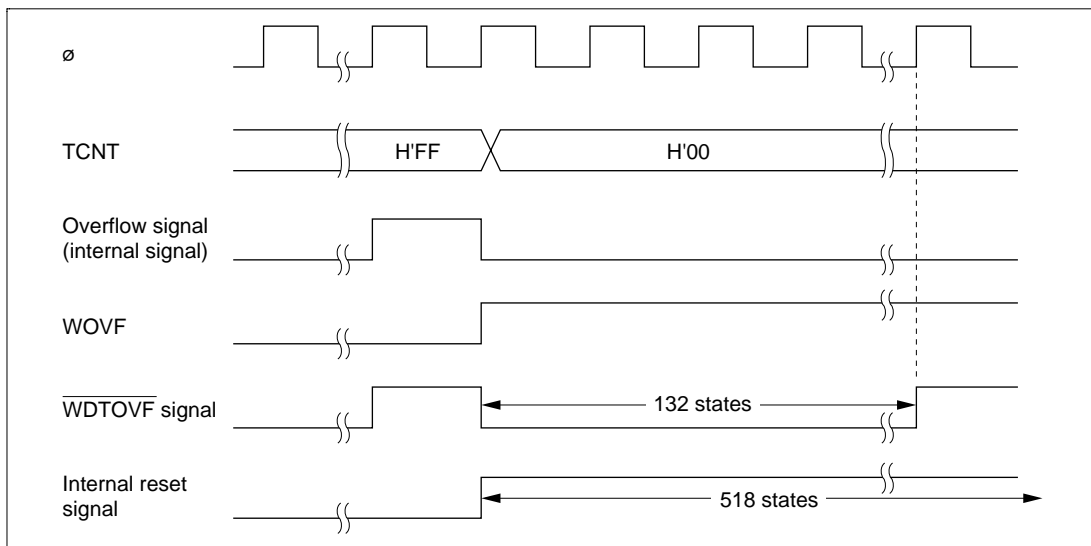 ø
TCNT
H'FF
H'00
Overflow signal
(internal signal)
WOVF
WDTOVF signal
132 states
Internal reset
signal
518 states